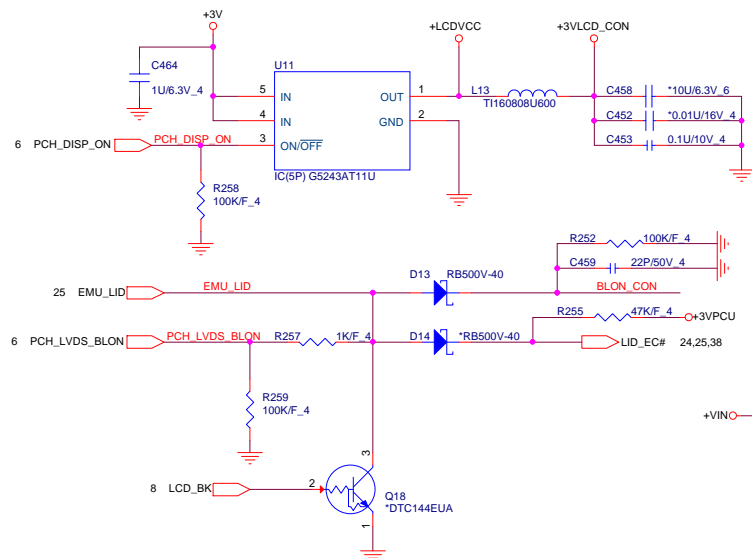 +3V
+LCDVCC
+3VLCD_CON
C464
1U/6.3V_4
U11
5
IN
4
IN
3
ON/OFF
OUT
1
GND
2
IC(5P) G5243AT11U
L13
TI160808U600
C458
*10U/6.3V_6
C452
*0.01U/16V_4
C453
0.1U/10V_4
6
PCH_DISP_ON
PCH_DISP_ON
R258
100K/F_4
R252
100K/F_4
C459
22P/50V_4
D13
RB500V-40
25
EMU_LID
EMU_LID
BLON_CON
R255
47K/F_4
+3VPCU
6
PCH_LVDS_BLON
PCH_LVDS_BLON
R257
1K/F_4
D14
*RB500V-40
LID_EC#
24,25,38
R259
100K/F_4
+VIN
3
8
LCD_BK
2
Q18
*DTC144EUA
1